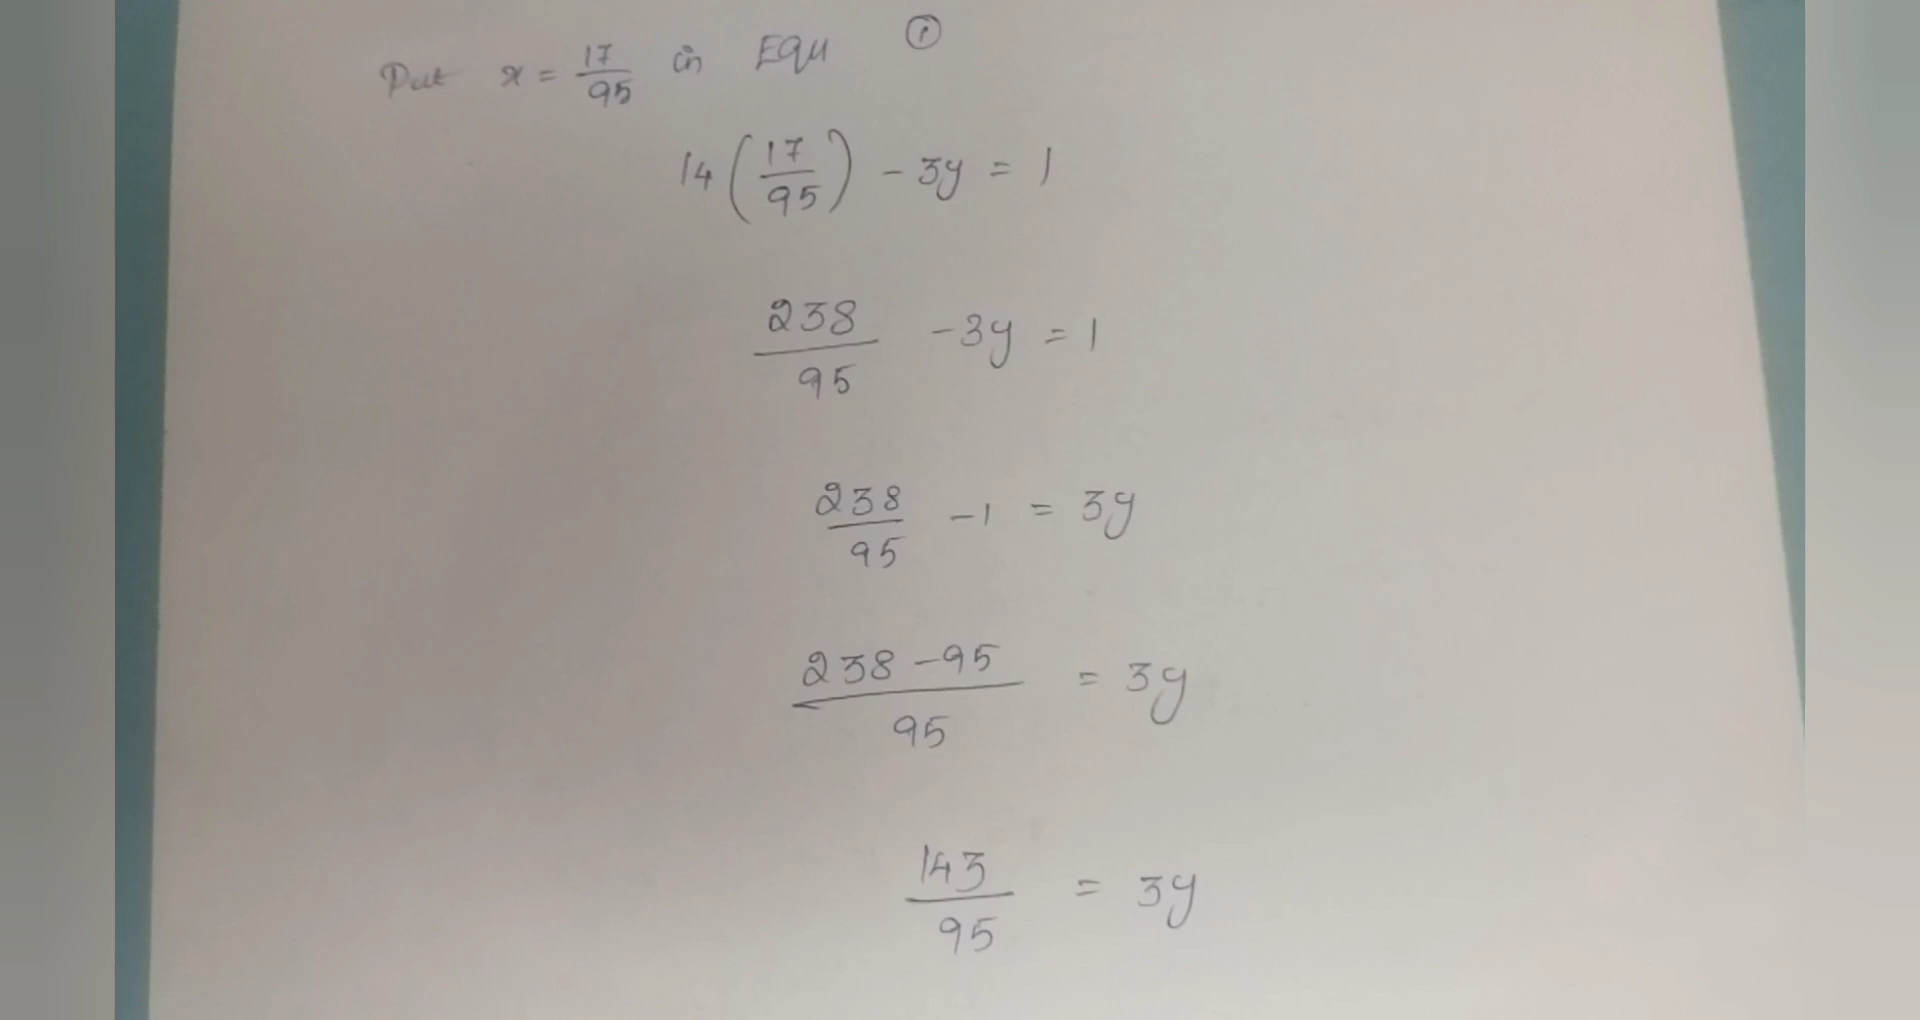 Put x = 17/95 in Equ ①
14 (17/95) - 3y = 1
238/95 - 3y = 1
238/95 - 1 = 3y
238 - 95/95 = 3y
143/95 = 3y